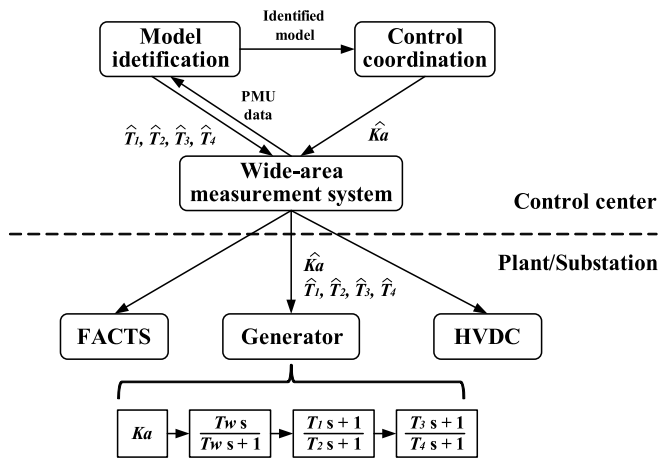 Model
idetification
Identified
model
Control
coordination
PMU
data
T̂1, T̂2, T̂3, T̂4
K̂a
Wide-area
measurement system
Control center
Plant/Substation
K̂a
T̂1, T̂2, T̂3, T̂4
FACTS
Generator
HVDC
Ka
Tw s
Tw s + 1
T1 s + 1
T2 s + 1
T3 s + 1
T4 s + 1